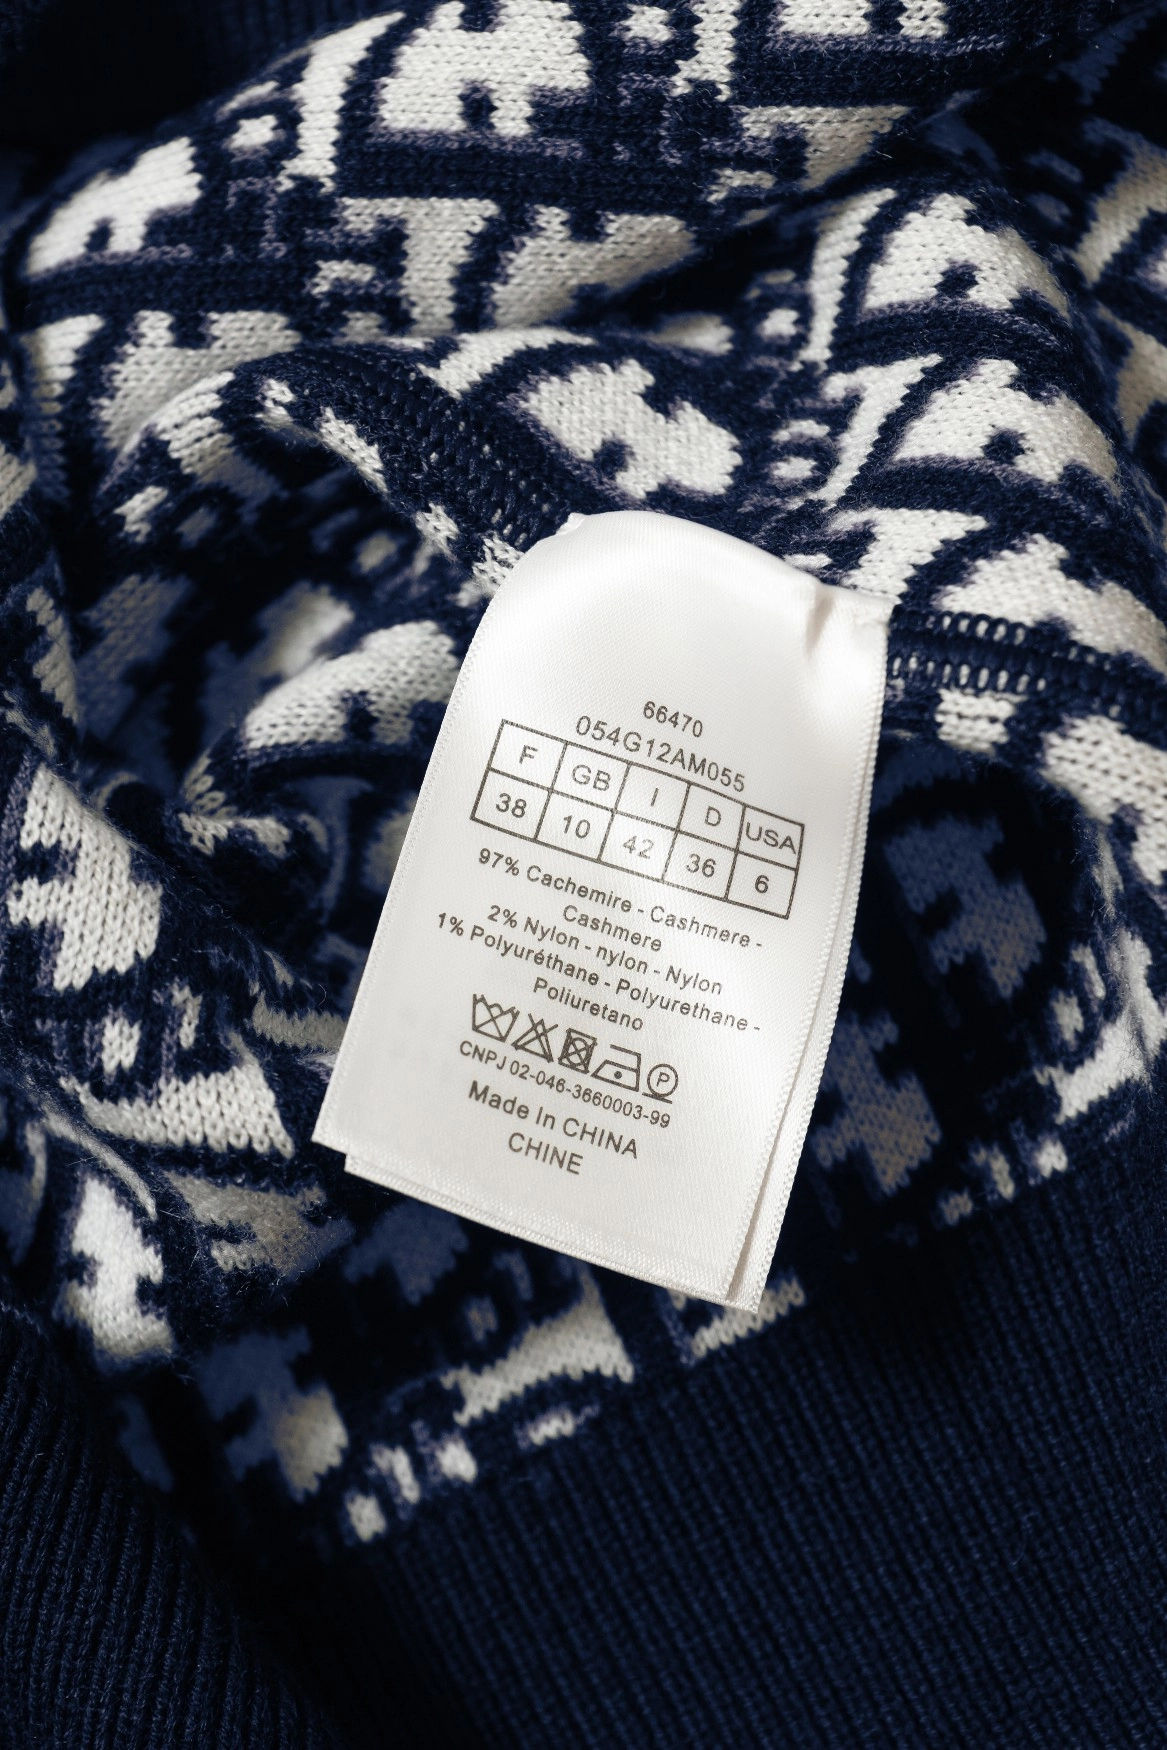 66470
054G12AM055
F GB I D USA
38 10 42 36 6
97% Cachemire - Cashmere -
Cashmere
2% Nylon - nylon - Nylon
1% Polyuréthane - Polyurethane -
Poliuretano
P
CNPJ 02-046-3660003-99
Made In CHINA
CHINE